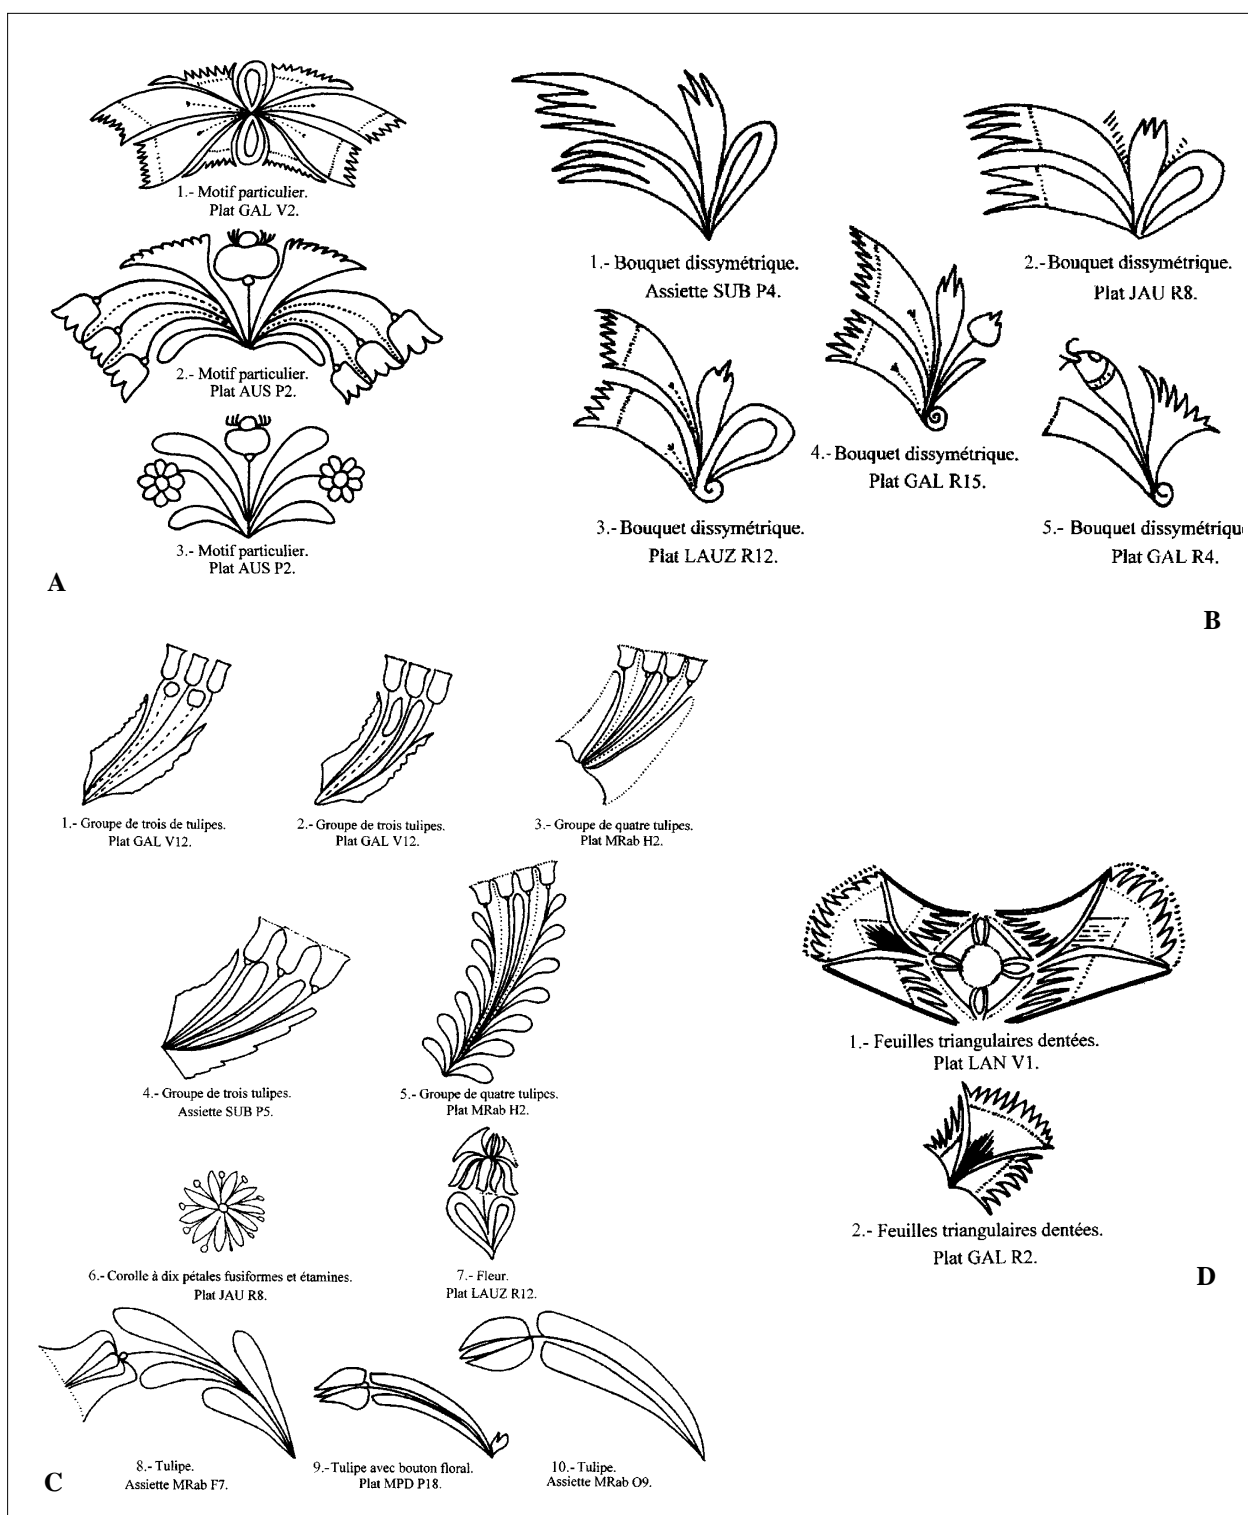 1.- Motif particulier.
Plat GAL V2.
2.- Motif particulier.
Plat AUS P2.
3.- Motif particulier.
Plat AUS P2.
A
1.- Bouquet dissymétrique.
Assiette SUB P4.
2.- Bouquet dissymétrique.
Plat JAU R8.
3.- Bouquet dissymétrique.
Plat LAUZ R12.
4.- Bouquet dissymétrique.
Plat GAL R15.
5.- Bouquet dissymétriqu
Plat GAL R4.
B
1.- Groupe de trois de tulipes.
Plat GAL V12.
2.- Groupe de trois tulipes.
Plat GAL V12.
3.- Groupe de quatre tulipes.
Plat MRab H2.
4.- Groupe de trois tulipes.
Assiette SUB P5.
5.- Groupe de quatre tulipes.
Plat MRab H2.
6.- Corolle à dix pétales fusiformes et étamines.
Plat JAU R8.
7.- Fleur.
Plat LAUZ R12.
8.- Tulipe.
Assiette MRab F7.
9.- Tulipe avec bouton floral.
Plat MPD P18.
10.- Tulipe.
Assiette MRab O9.
C
1.- Feuilles triangulaires dentées.
Plat LAN V1.
2.- Feuilles triangulaires dentées.
Plat GAL R2.
D